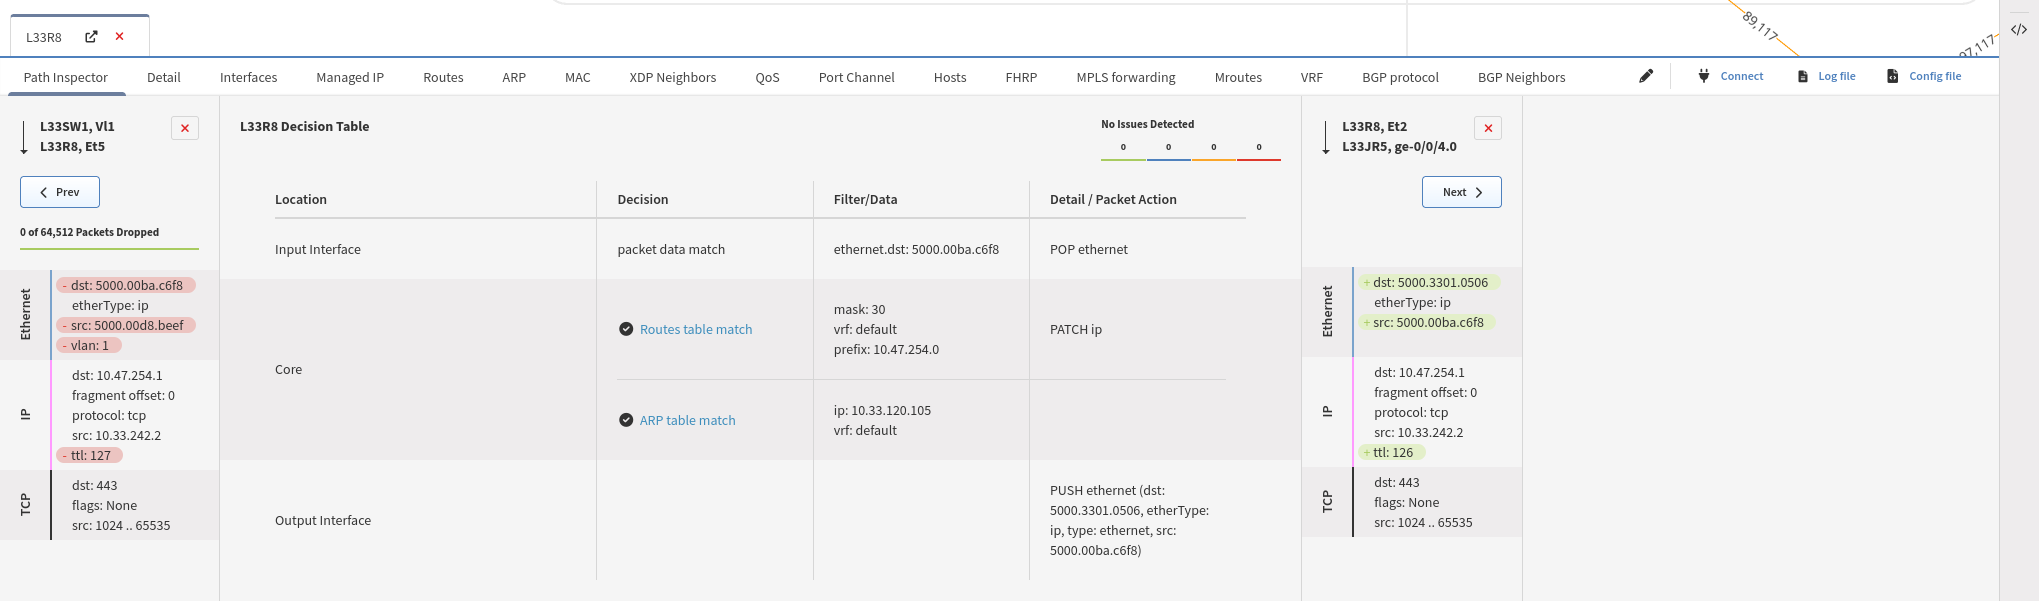 89,117
97,117
</>
L33R8
Path Inspector
Detail
Interfaces
Managed IP
Routes
ARP
MAC
XDP Neighbors
QoS
Port Channel
Hosts
FHRP
MPLS forwarding
Mroutes
VRF
BGP protocol
BGP Neighbors
Connect
Log file
Config file
L33SW1, Vl1
L33R8, Et5
Prev
0 of 64,512 Packets Dropped
Ethernet
- dst: 5000.00ba.c6f8
etherType: ip
- src: 5000.00d8.beef
- vlan: 1
IP
dst: 10.47.254.1
fragment offset: 0
protocol: tcp
src: 10.33.242.2
- ttl: 127
TCP
dst: 443
flags: None
src: 1024 .. 65535
L33R8 Decision Table
No Issues Detected
0 0 0 0
Location Decision Filter/Data Detail / Packet Action
Input Interface packet data match ethernet.dst: 5000.00ba.c6f8 POP ethernet
Core
Routes table match
mask: 30
vrf: default
prefix: 10.47.254.0
PATCH ip
ARP table match
ip: 10.33.120.105
vrf: default
Output Interface
PUSH ethernet (dst:
5000.3301.0506, etherType:
ip, type: ethernet, src:
5000.00ba.c6f8)
L33R8, Et2
L33JR5, ge-0/0/4.0
Next
Ethernet
+ dst: 5000.3301.0506
etherType: ip
+ src: 5000.00ba.c6f8
IP
dst: 10.47.254.1
fragment offset: 0
protocol: tcp
src: 10.33.242.2
+ ttl: 126
TCP
dst: 443
flags: None
src: 1024 .. 65535